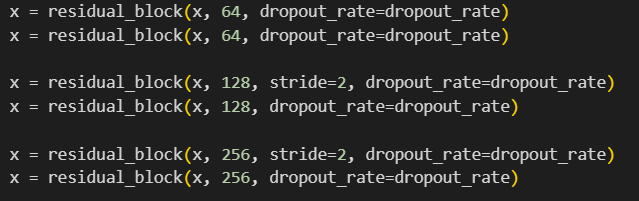 x = residual_block(x, 64, dropout_rate=dropout_rate)
x = residual_block(x, 64, dropout_rate=dropout_rate)
x = residual_block(x, 128, stride=2, dropout_rate=dropout_rate)
x = residual_block(x, 128, dropout_rate=dropout_rate)
x = residual_block(x, 256, stride=2, dropout_rate=dropout_rate)
x = residual_block(x, 256, dropout_rate=dropout_rate)